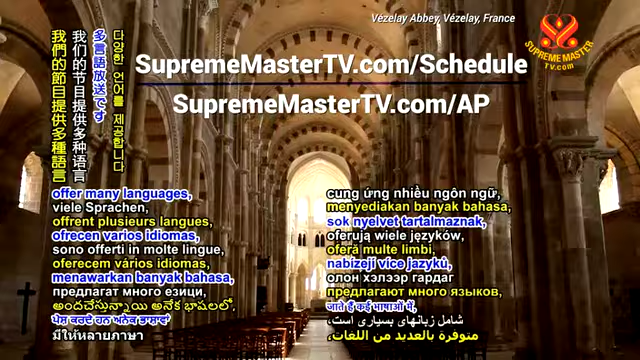 Vézelay Abbey, Vézelay, France
SUPREME MASTER
TV.com
SupremeMasterTV.com/Schedule
SupremeMasterTV.com/AP
다양한 언어를 제공합니다
多言語放送です
我们的节目提供多种语言
我們的節目提供多種語言
offer many languages,
viele Sprachen,
offrent plusieurs langues,
ofrecen varios idiomas,
sono offerti in molte lingue,
oferecem vários idiomas,
menawarkan banyak bahasa,
предлагат много езици,
అందచేస్తున్నాయి అనేక భాషలలో,
ਪੇਸ਼ ਕਰਦੇ ਹਨ ਅਨੇਕ ਭਾਸ਼ਾਵਾਂ
มีให้หลายภาษา
cung ứng nhiều ngôn ngữ,
menyediakan banyak bahasa,
sok nyelvet tartalmaznak,
oferują wiele języków,
oferă multe limbi,
nabízejí více jazyků,
олон хэлээр гардаг
предлагают много языков,
जाते हैं कई भाषाओं में,
شامل زبانهای بسیاری است،
متوفرة بالعديد من اللغات،